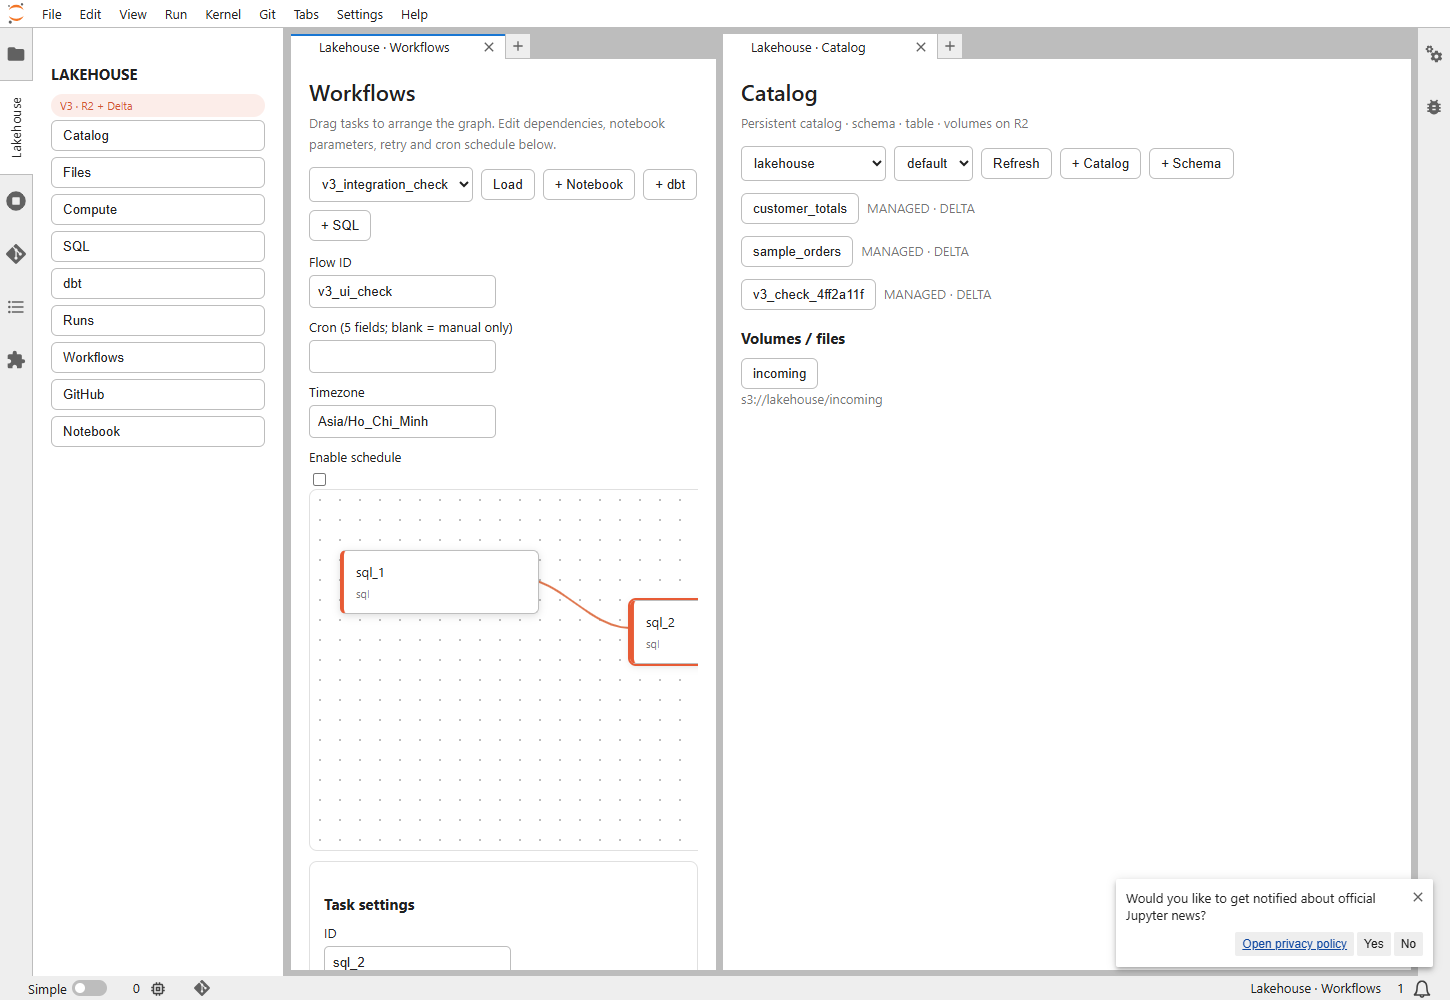 File Edit View Run Kernel Git Tabs Settings Help
Lakehouse
LAKEHOUSE
V3 · R2 + Delta
Catalog
Files
Compute
SQL
dbt
Runs
Workflows
GitHub
Notebook
Lakehouse · Workflows
Workflows
Drag tasks to arrange the graph. Edit dependencies, notebook
parameters, retry and cron schedule below.
v3_integration_check Load + Notebook + dbt
+ SQL
Flow ID
v3_ui_check
Cron (5 fields; blank = manual only)
Timezone
Asia/Ho_Chi_Minh
Enable schedule
sql_1
sql
sql_2
sql
Task settings
ID
sql_2
Lakehouse · Catalog
Catalog
Persistent catalog · schema · table · volumes on R2
lakehouse default Refresh + Catalog + Schema
customer_totals MANAGED · DELTA
sample_orders MANAGED · DELTA
v3_check_4ff2a11f MANAGED · DELTA
Volumes / files
incoming
s3://lakehouse/incoming
Would you like to get notified about official
Jupyter news?
Open privacy policy Yes No
Simple 0 Lakehouse · Workflows 1